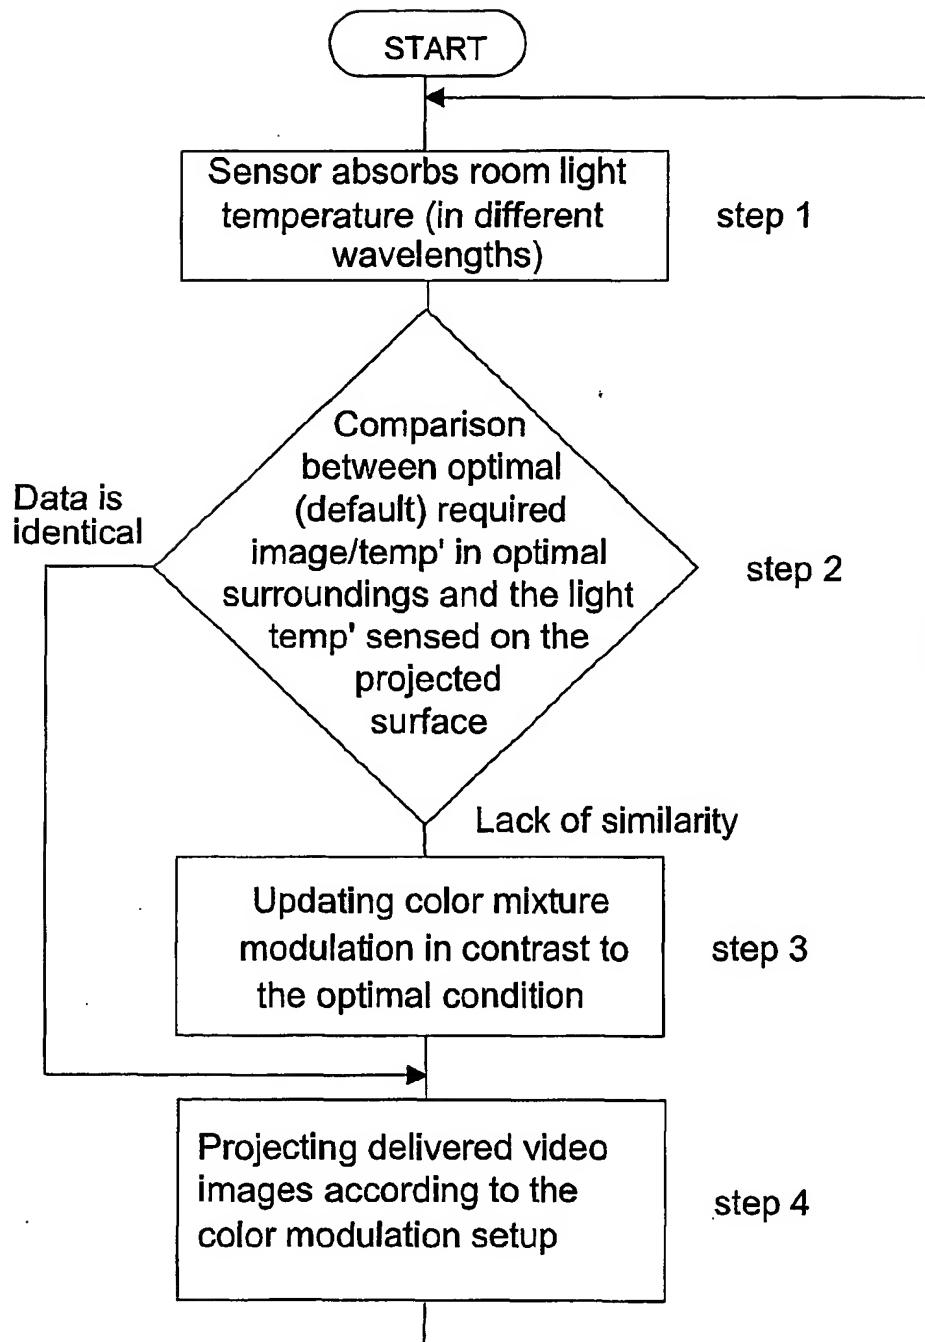 START
Sensor absorbs room light
temperature (in different
wavelengths)
step 1
Comparison
between optimal
(default) required
image/temp' in optimal
surroundings and the light
temp' sensed on the
projected
surface
step 2
Data is
identical
Lack of similarity
Updating color mixture
modulation in contrast to
the optimal condition
step 3
Projecting delivered video
images according to the
color modulation setup
step 4